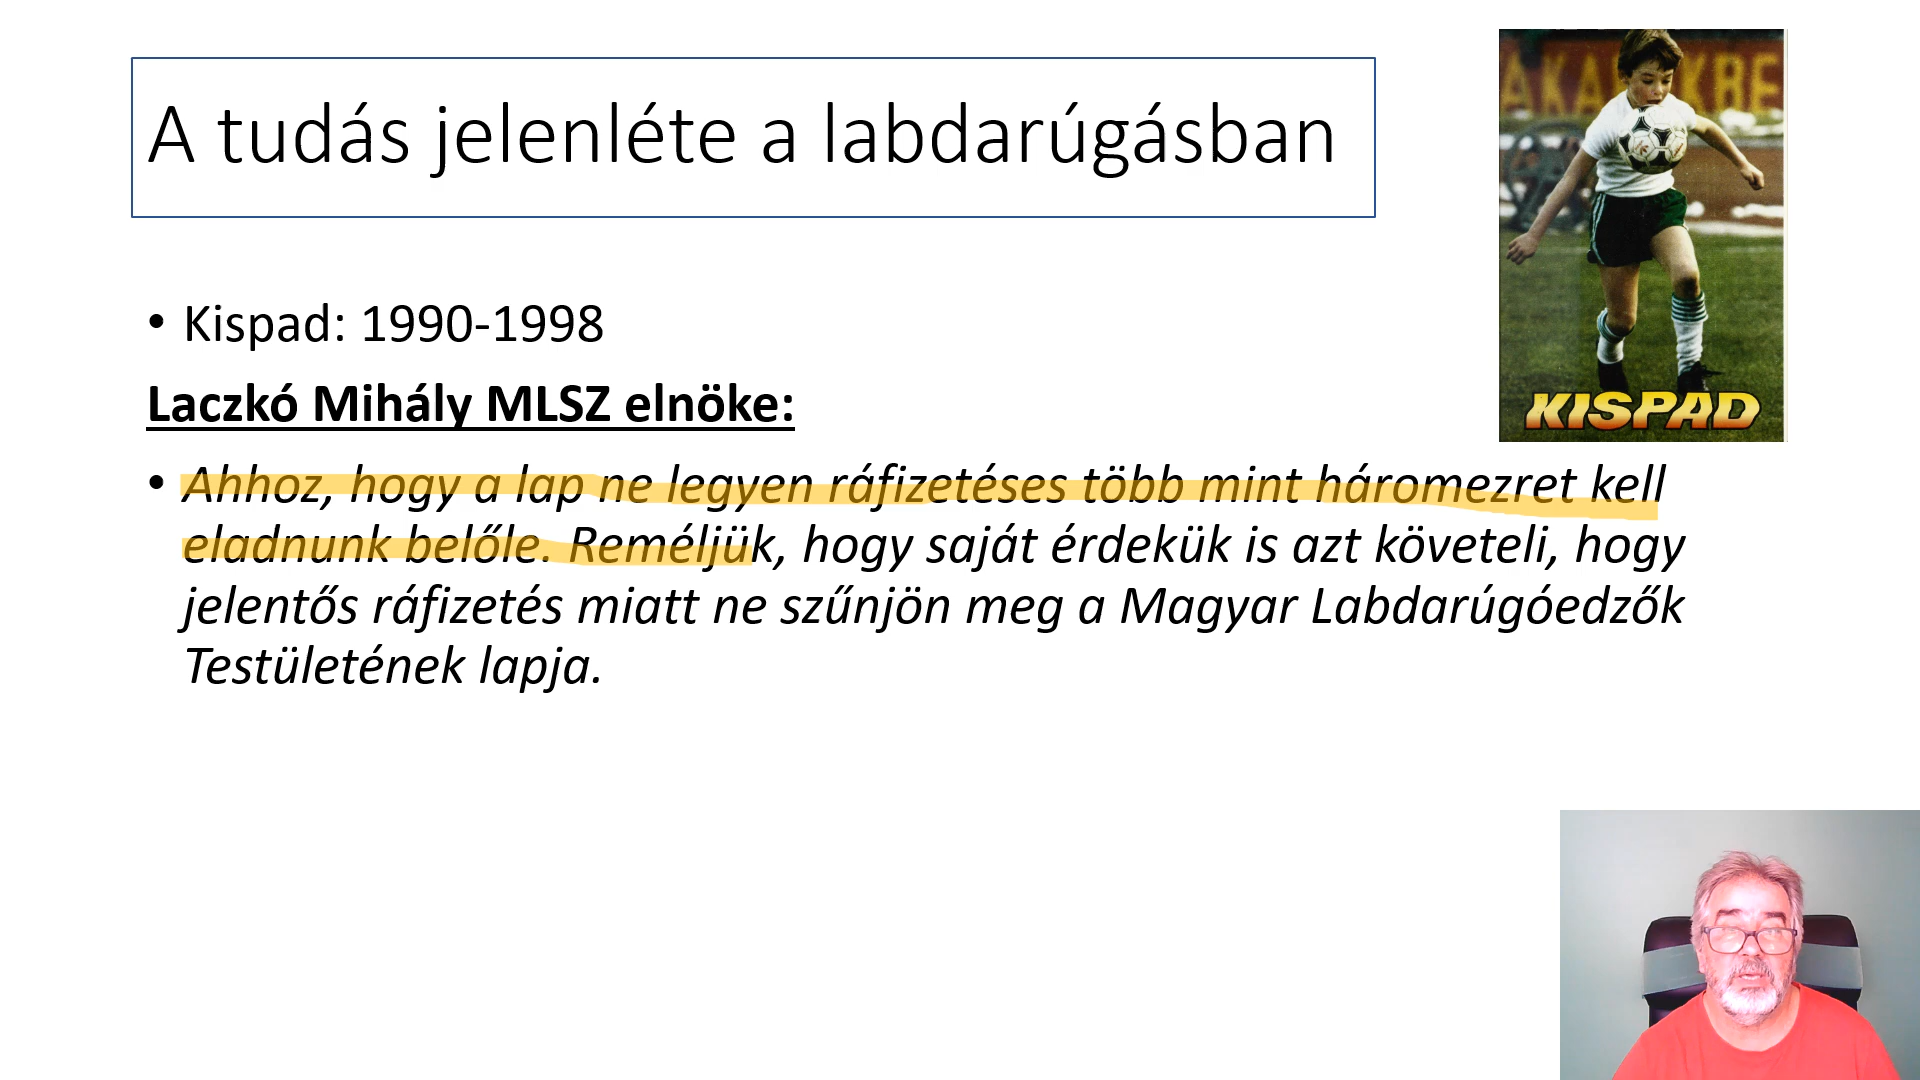 A tudás jelenléte a labdarúgásban
• Kispad: 1990-1998
Laczkó Mihály MLSZ elnöke:
• Ahhoz, hogy a lap ne legyen ráfizetéses több mint háromezret kell
eladnunk belőle. Reméljük, hogy saját érdekük is azt követeli, hogy
jelentős ráfizetés miatt ne szűnjön meg a Magyar Labdarúgóedzők
Testületének lapja.
KISPAD